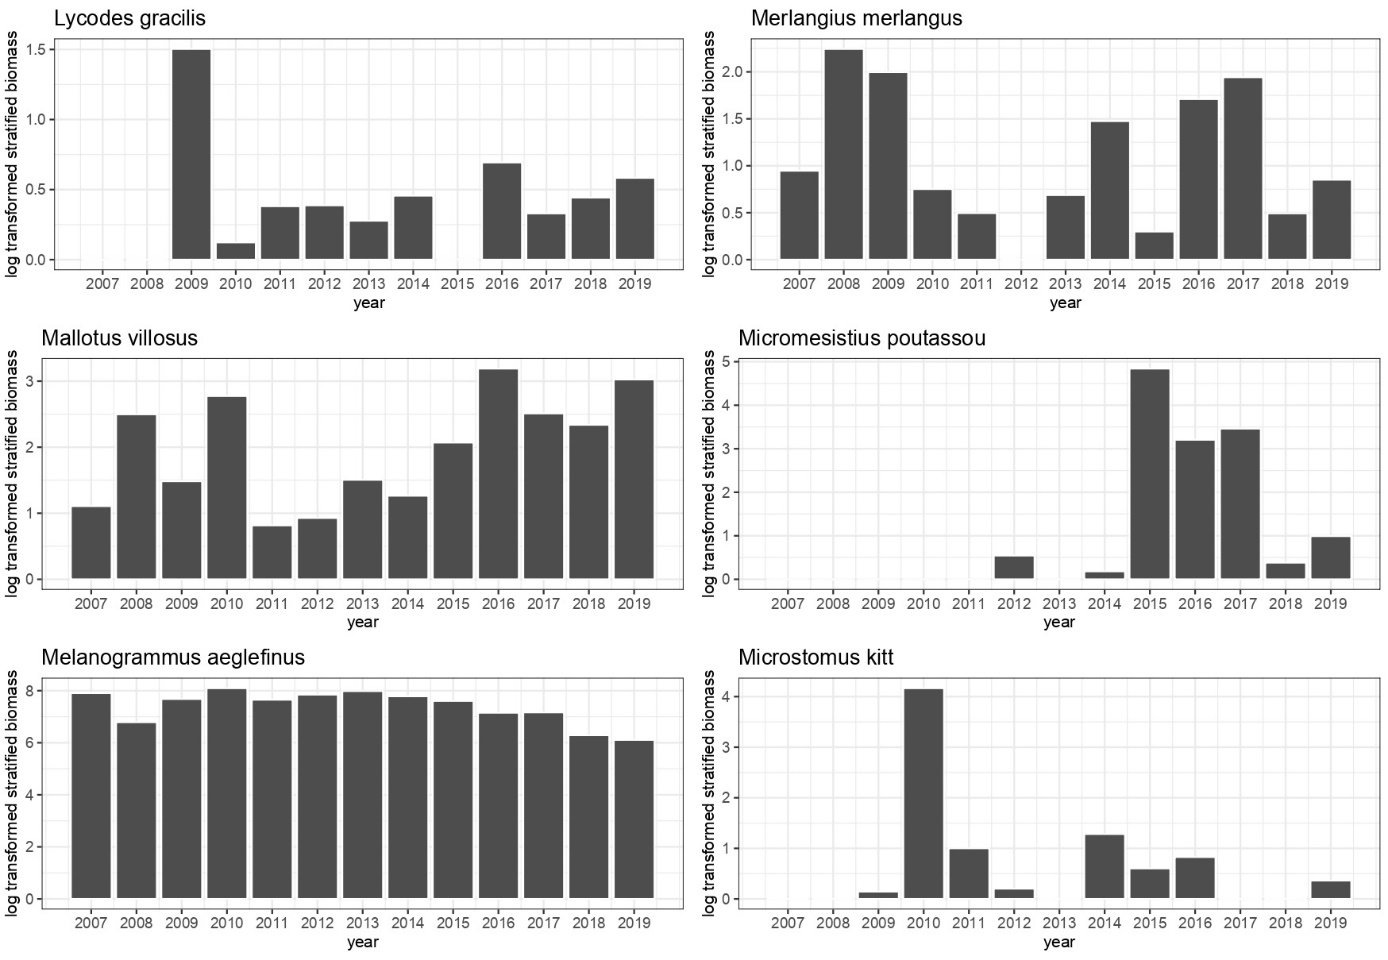 Lycodes gracilis
log transformed stratified biomass
1.5
1.0
0.5
0.0
2007 2008 2009 2010 2011 2012 2013 2014 2015 2016 2017 2018 2019
year
Merlangius merlangus
log transformed stratified biomass
2.0
1.5
1.0
0.5
0.0
2007 2008 2009 2010 2011 2012 2013 2014 2015 2016 2017 2018 2019
year
Mallotus villosus
log transformed stratified biomass
3
2
1
0
2007 2008 2009 2010 2011 2012 2013 2014 2015 2016 2017 2018 2019
year
Micromesistius poutassou
log transformed stratified biomass
5
4
3
2
1
0
2007 2008 2009 2010 2011 2012 2013 2014 2015 2016 2017 2018 2019
year
Melanogrammus aeglefinus
log transformed stratified biomass
8
6
4
2
0
2007 2008 2009 2010 2011 2012 2013 2014 2015 2016 2017 2018 2019
year
Microstomus kitt
log transformed stratified biomass
4
3
2
1
0
2007 2008 2009 2010 2011 2012 2013 2014 2015 2016 2017 2018 2019
year